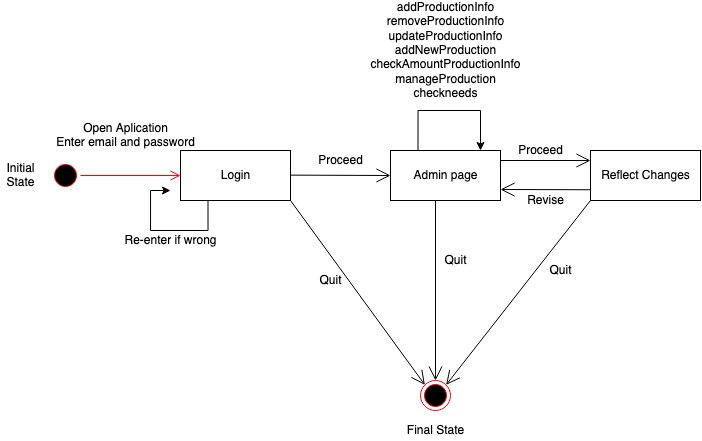 addProductionInfo
removeProductionInfo
updateProductionInfo
addNewProduction
checkAmountProductionInfo
manageProduction
checkneeds
Open Aplication
Enter email and password
Initial
State
Login
Proceed
Admin page
Proceed
Revise
Reflect Changes
Re-enter if wrong
Quit
Quit
Quit
Final State